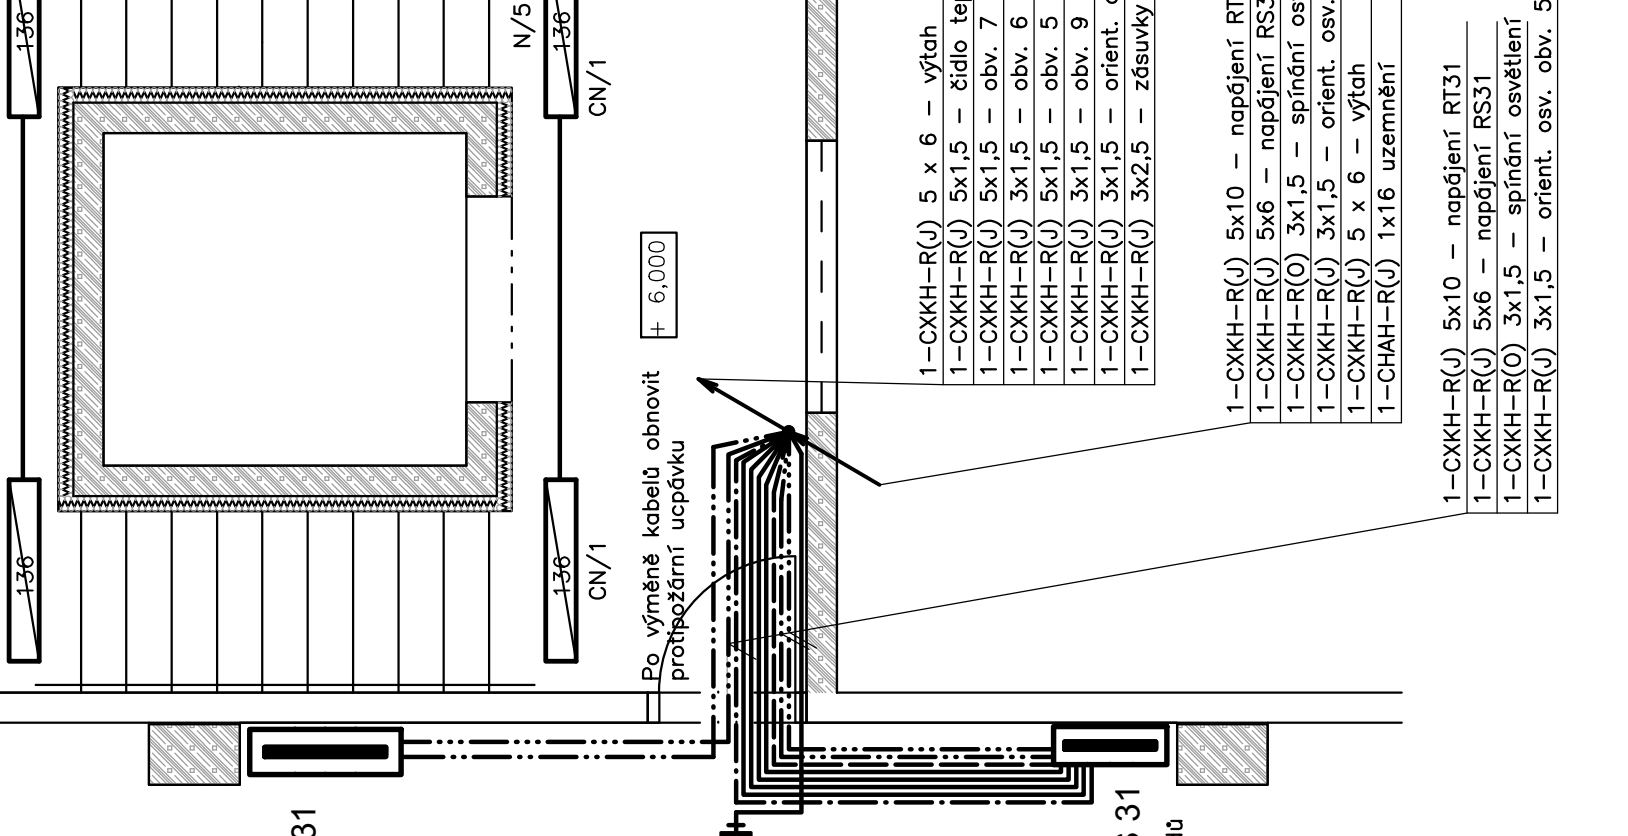 136
N/5
136
CN/1
136
136
CN/1
+ 6,000
Po výměně kabelů obnovit
protipožární ucpávku
1-CXKH-R(J) 5 x 6 - výtah
1-CXKH-R(J) 5x1,5 - čidlo
1-CXKH-R(J) 5x1,5 - obv. 7
1-CXKH-R(J) 3x1,5 - obv. 6
1-CXKH-R(J) 5x1,5 - obv. 5
1-CXKH-R(J) 3x1,5 - obv. 9
1-CXKH-R(J) 3x1,5 - orient.
1-CXKH-R(J) 3x2,5 - zásuvky
1-CXKH-R(J) 5x10 - napájení
1-CXKH-R(J) 5x6 - napájení
1-CXKH-R(O) 3x1,5 - spínání
1-CXKH-R(J) 3x1,5 - orient. osv.
1-CXKH-R(J) 5 x 6 - výtah
1-CHAH-R(J) 1x16 uzemnění
1-CXKH-R(J) 5x10 - napájení RT31
1-CXKH-R(J) 5x6 - napájení RS31
1-CXKH-R(O) 3x1,5 - spínání osvětlení
1-CXKH-R(J) 3x1,5 - orient. osv. obv. 5
31
31